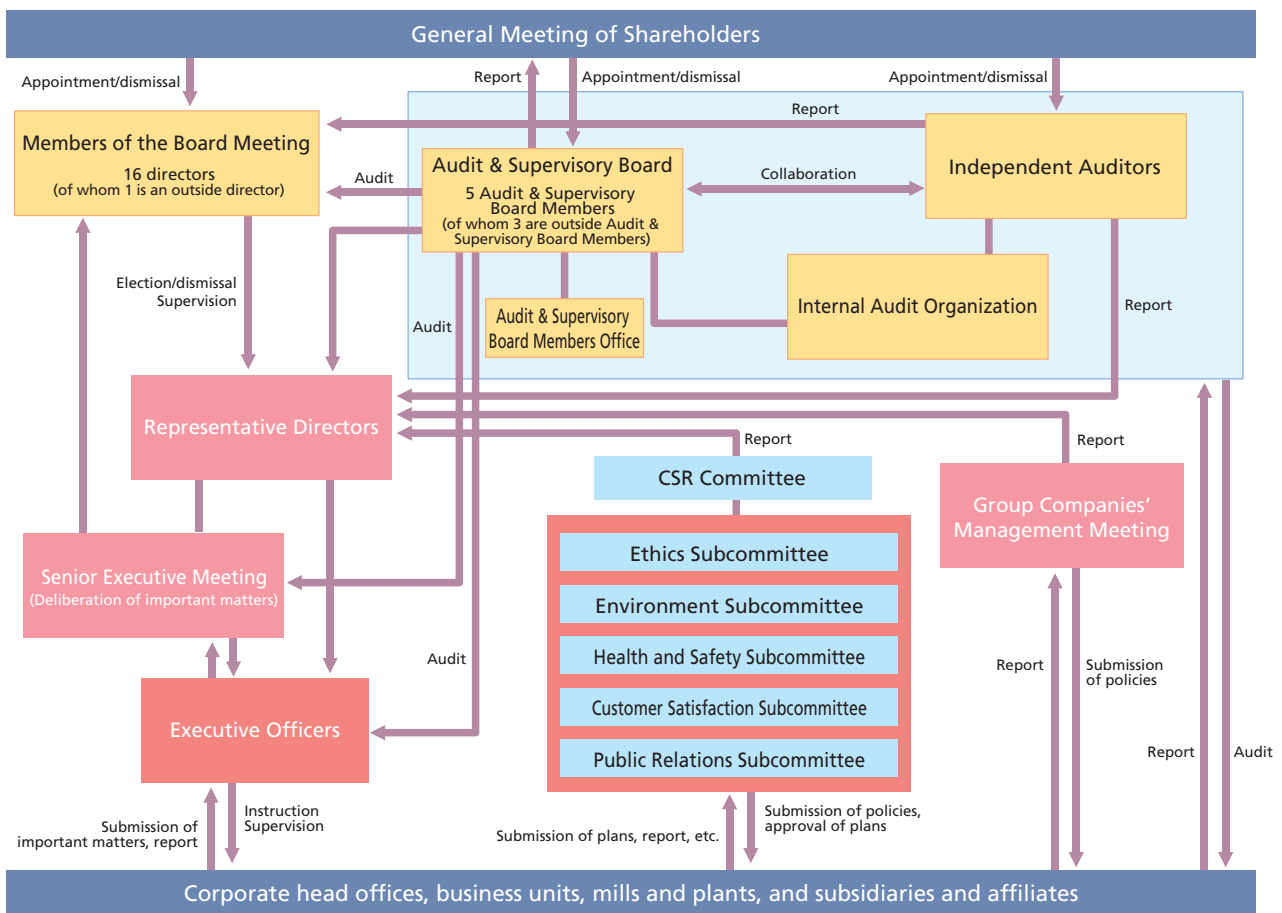 General Meeting of Shareholders
Appointment/dismissal
Report
Appointment/dismissal
Appointment/dismissal
Members of the Board Meeting
16 directors
(of whom 1 is an outside director)
Report
Audit
Audit & Supervisory Board
5 Audit & Supervisory
Board Members
(of whom 3 are outside Audit &
Supervisory Board Members)
Collaboration
Independent Auditors
Election/dismissal
Supervision
Audit
Audit & Supervisory
Board Members Office
Internal Audit Organization
Report
Representative Directors
Report
Report
CSR Committee
Group Companies'
Management Meeting
Senior Executive Meeting
(Deliberation of important matters)
Ethics Subcommittee
Environment Subcommittee
Health and Safety Subcommittee
Customer Satisfaction Subcommittee
Public Relations Subcommittee
Audit
Report
Submission
of policies
Executive Officers
Report
Audit
Submission of
important matters, report
Instruction
Supervision
Submission of plans, report, etc.
Submission of policies,
approval of plans
Corporate head offices, business units, mills and plants, and subsidiaries and affiliates